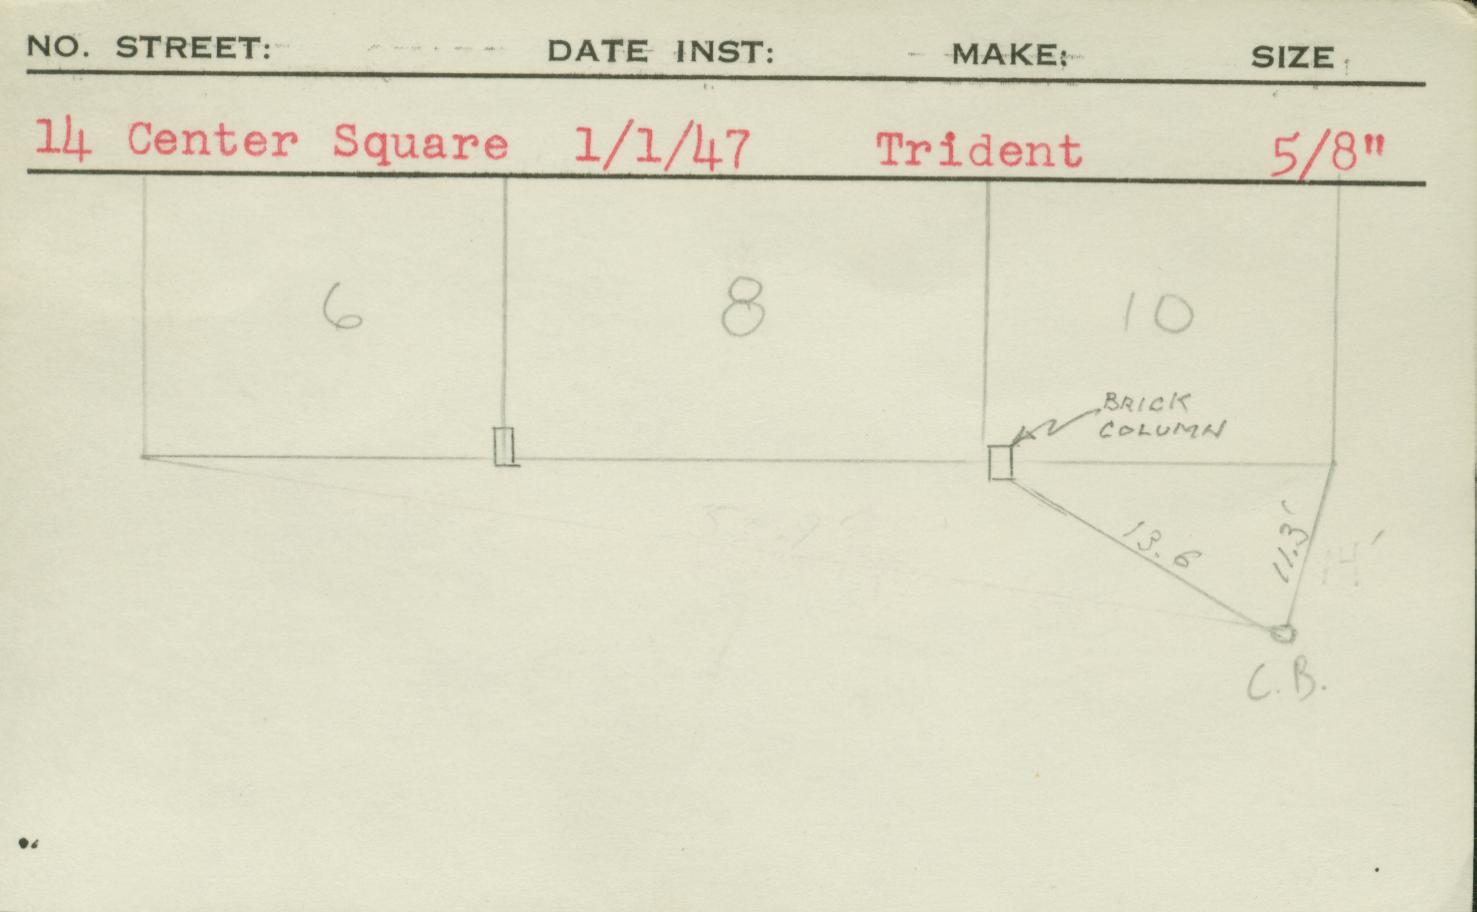 NO. STREET: DATE INST: MAKE: SIZE
14 Center Square 1/1/47 Trident 5/8"
6 8 10
BRICK
COLUMN
13.6 11.3' 14'
C.B.